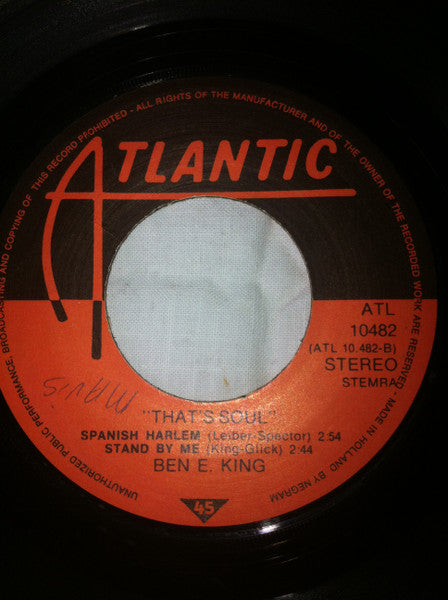 UNAUTHORIZED PUBLIC PERFORMANCE, BROADCASTING AND COPYING OF THIS RECORD PROHIBITED - ALL RIGHTS OF THE MANUFACTURER AND OF THE OWNER OF THE RECORDED WORK ARE RESERVED - MADE IN HOLLAND BY NEGRAM
ATLANTIC
ATL
10482
(ATL 10.482-B)
STEREO
STEMRA
"THAT'S SOUL"
SPANISH HARLEM (Leiber-Spector) 2:54
STAND BY ME (King-Glick) 2:44
BEN E. KING
45